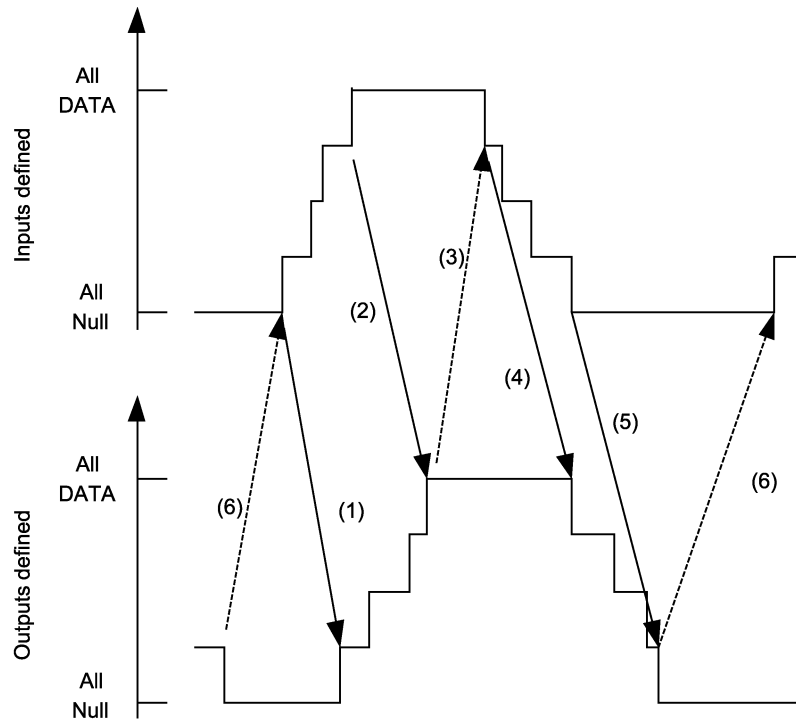 All
DATA
Inputs defined
All
Null
(3)
(2)
(4)
(5)
All
DATA
(6)
(1)
(6)
Outputs defined
All
Null